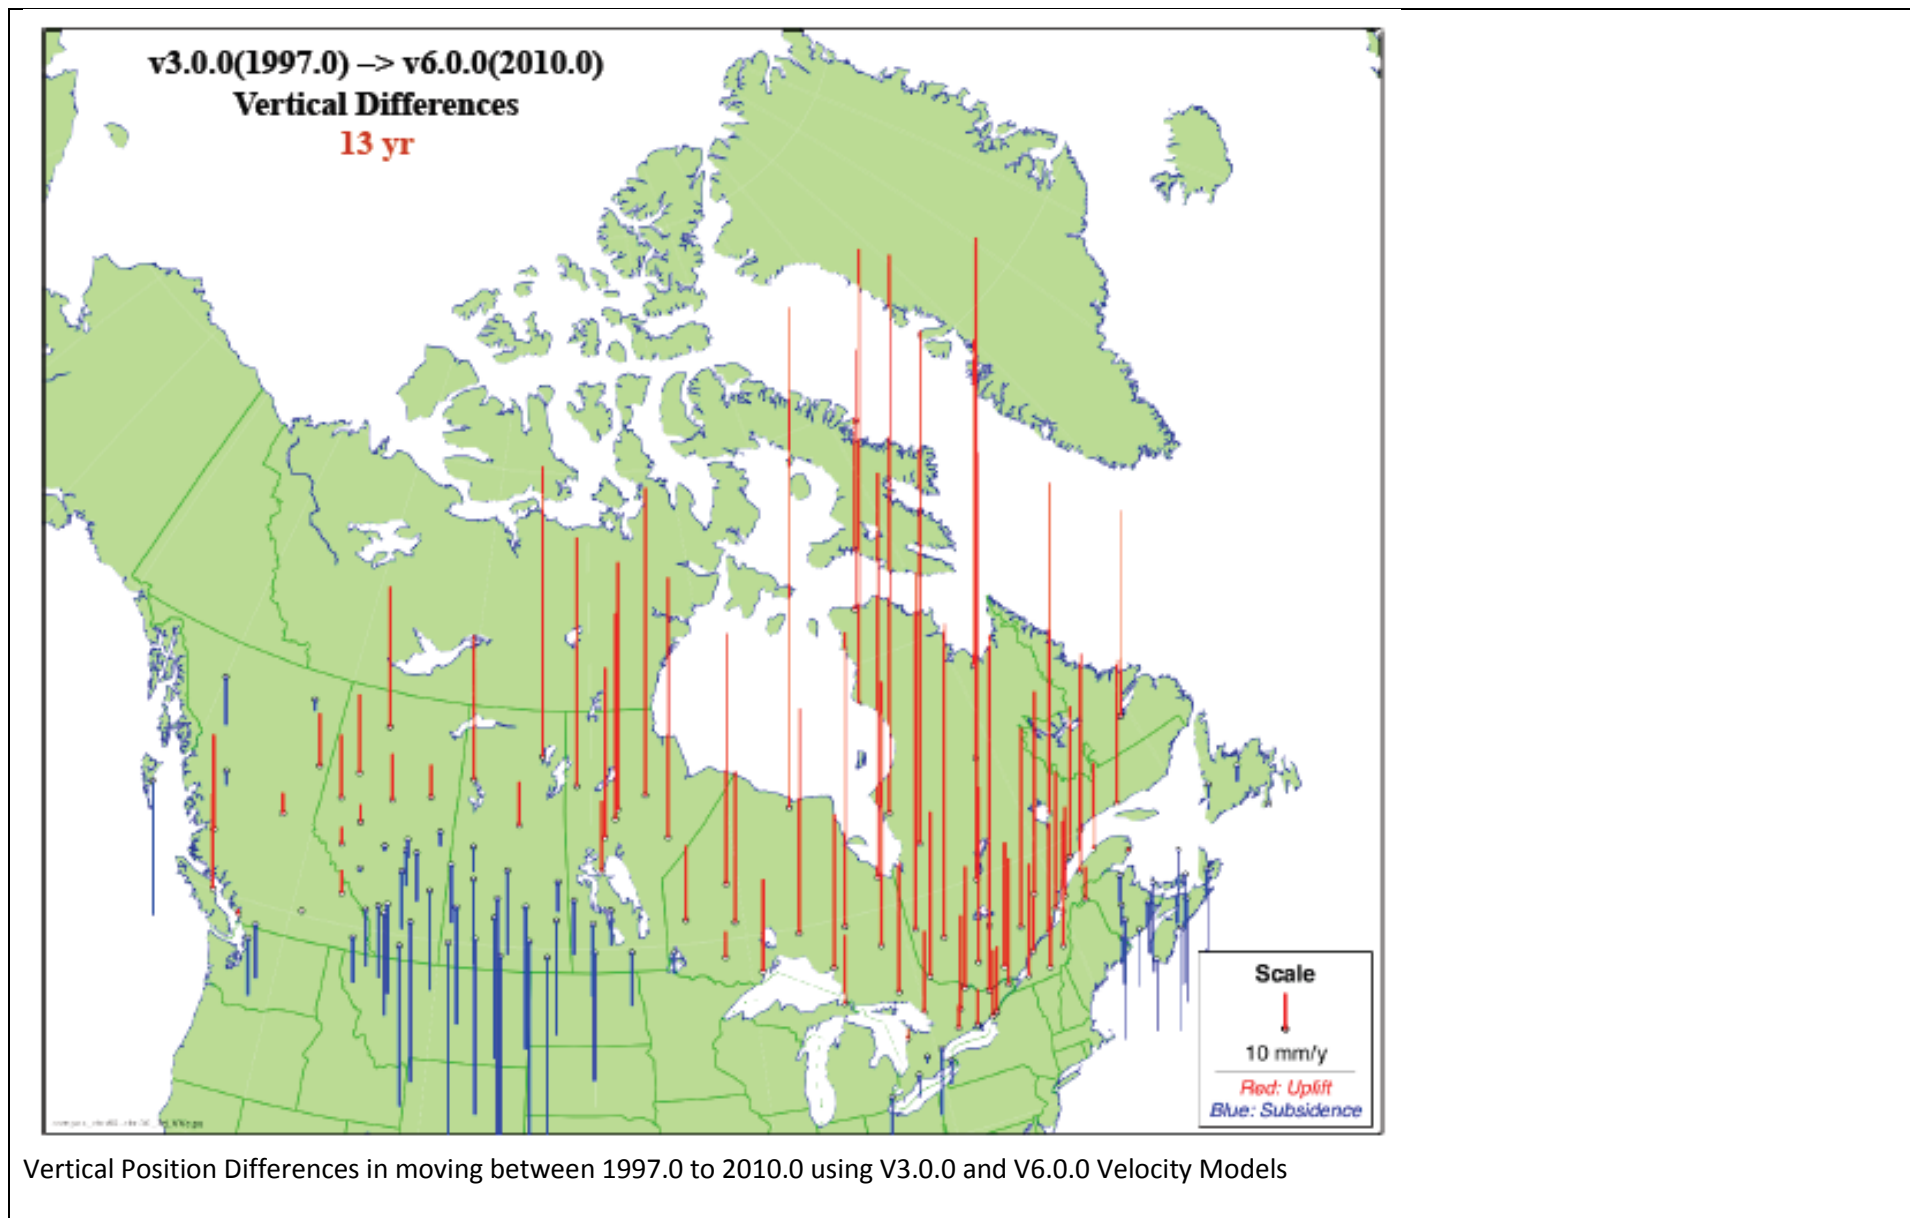 v3.0.0(1997.0) –> v6.0.0(2010.0)
Vertical Differences
13 yr
Scale
10 mm/y
Red: Uplift
Blue: Subsidence
Vertical Position Differences in moving between 1997.0 to 2010.0 using V3.0.0 and V6.0.0 Velocity Models